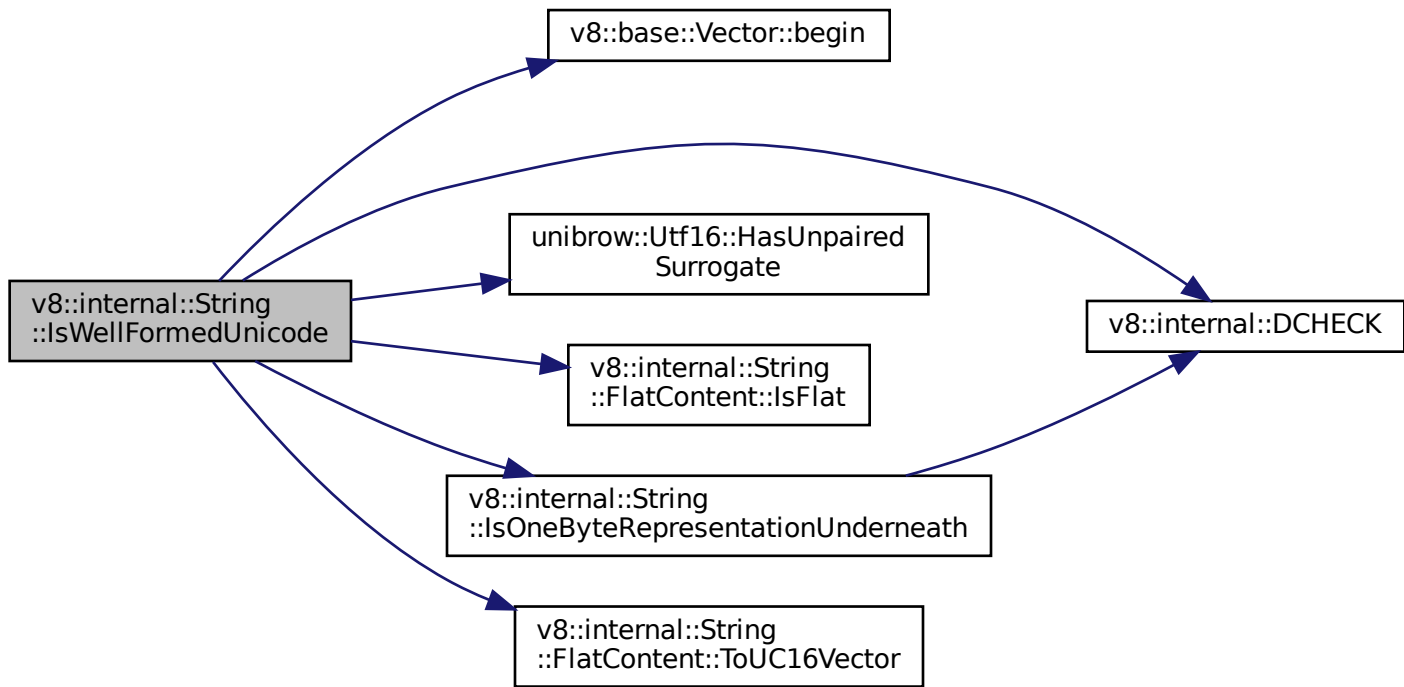 v8::base::Vector::begin
unibrow::Utf16::HasUnpaired
Surrogate
v8::internal::String
::IsWellFormedUnicode
v8::internal::DCHECK
v8::internal::String
::FlatContent::IsFlat
v8::internal::String
::IsOneByteRepresentationUnderneath
v8::internal::String
::FlatContent::ToUC16Vector